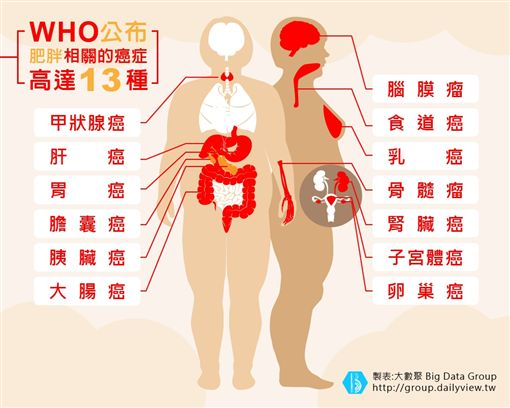 WHO公布
肥胖相關的癌症
高達13種
甲狀腺癌
肝癌
胃癌
膽囊癌
胰臟癌
大腸癌
腦膜瘤
食道癌
乳癌
骨髓瘤
腎臟癌
子宮體癌
卵巢癌
製表:大數聚 Big Data Group
http://group.dailyview.tw